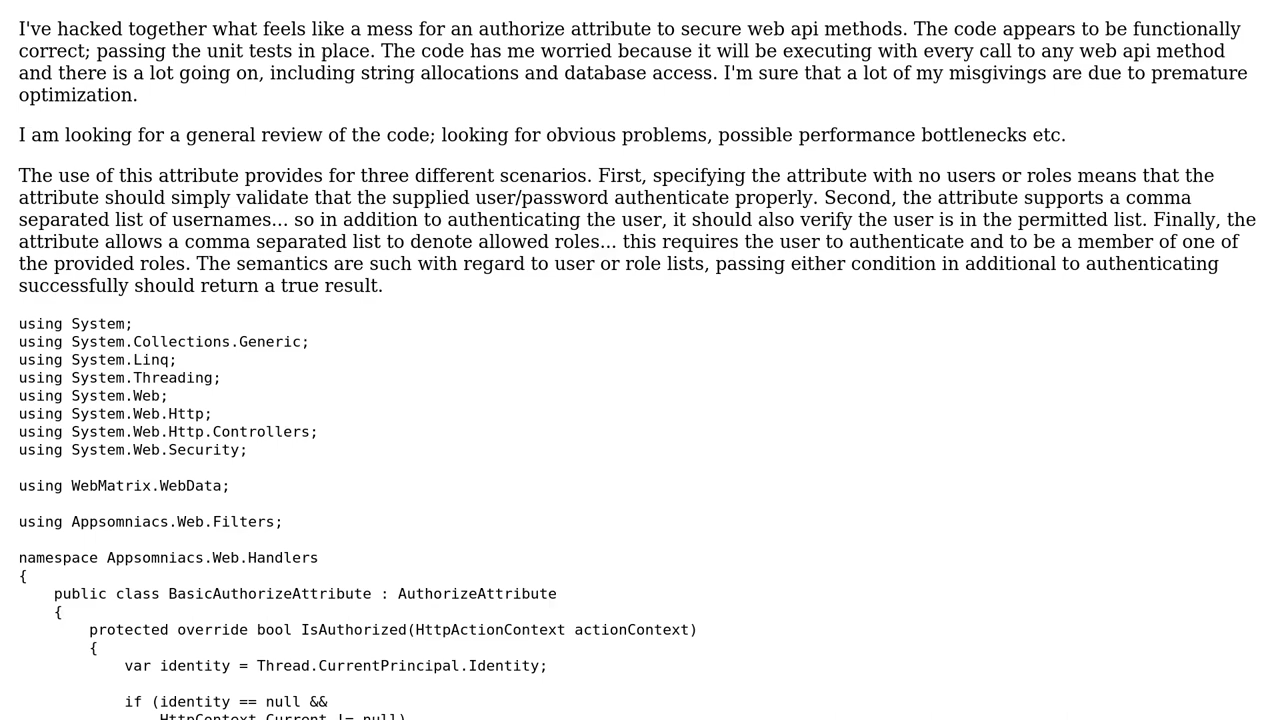 I've hacked together what feels like a mess for an authorize attribute to secure web api methods. The code appears to be functionally
correct; passing the unit tests in place. The code has me worried because it will be executing with every call to any web api method
and there is a lot going on, including string allocations and database access. I'm sure that a lot of my misgivings are due to premature
optimization.
I am looking for a general review of the code; looking for obvious problems, possible performance bottlenecks etc.
The use of this attribute provides for three different scenarios. First, specifying the attribute with no users or roles means that the
attribute should simply validate that the supplied user/password authenticate properly. Second, the attribute supports a comma
separated list of usernames... so in addition to authenticating the user, it should also verify the user is in the permitted list. Finally, the
attribute allows a comma separated list to denote allowed roles... this requires the user to authenticate and to be a member of one of
the provided roles. The semantics are such with regard to user or role lists, passing either condition in additional to authenticating
successfully should return a true result.
using System;
using System.Collections.Generic;
using System.Linq;
using System.Threading;
using System.Web;
using System.Web.Http;
using System.Web.Http.Controllers;
using System.Web.Security;
using WebMatrix.WebData;
using Appsomniacs.Web.Filters;
namespace Appsomniacs.Web.Handlers
{
    public class BasicAuthorizeAttribute : AuthorizeAttribute
    {
        protected override bool IsAuthorized(HttpActionContext actionContext)
        {
            var identity = Thread.CurrentPrincipal.Identity;
            if (identity == null &&
                HttpContext.Current != null)